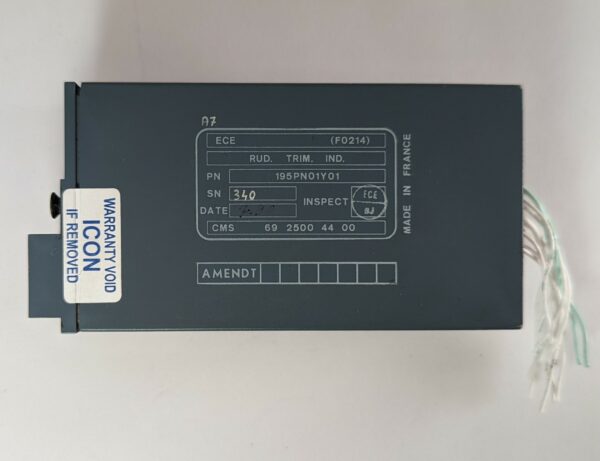 A7
ECE (F0214)
RUD. TRIM. IND.
PN 195PN01Y01
SN 340
INSPECT ECE
DATE
CMS 69 2500 44 00
MADE IN FRANCE
AMENDT
WARRANTY VOID
ICON
IF REMOVED